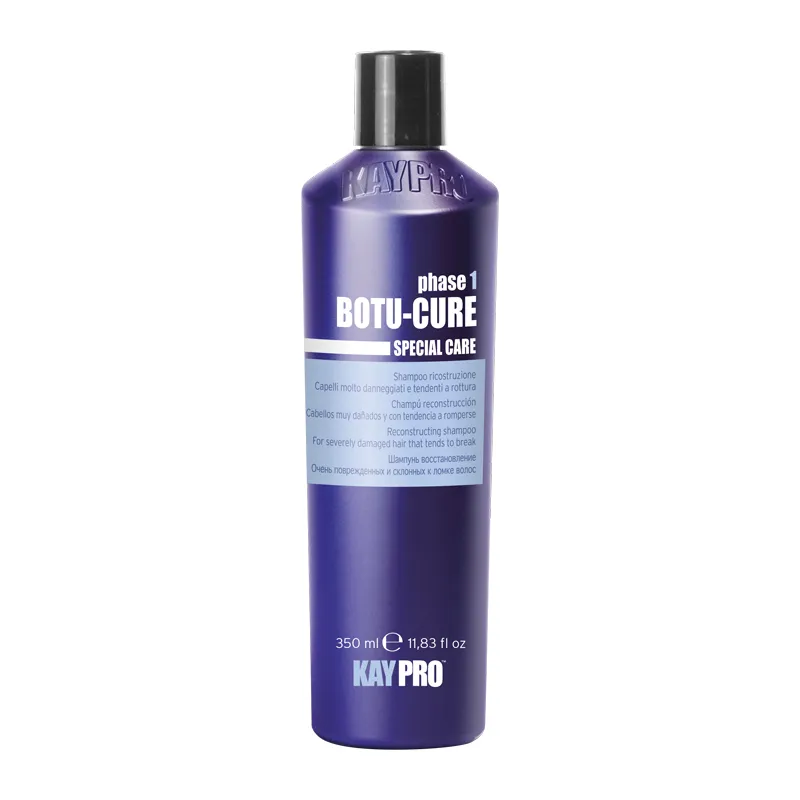 KAYPRO
phase 1
BOTU-CURE
SPECIAL CARE
Shampoo ricostruzione
Capelli molto danneggiati e tendenti a rottura
Champú reconstrucción
Cabellos muy dañados y con tendencia a romperse
Reconstructing shampoo
For severely damaged hair that tends to break
Шампунь восстановление
Очень поврежденных и склонных к ломке волос
350 ml ℮ 11,83 fl oz
KAYPRO™